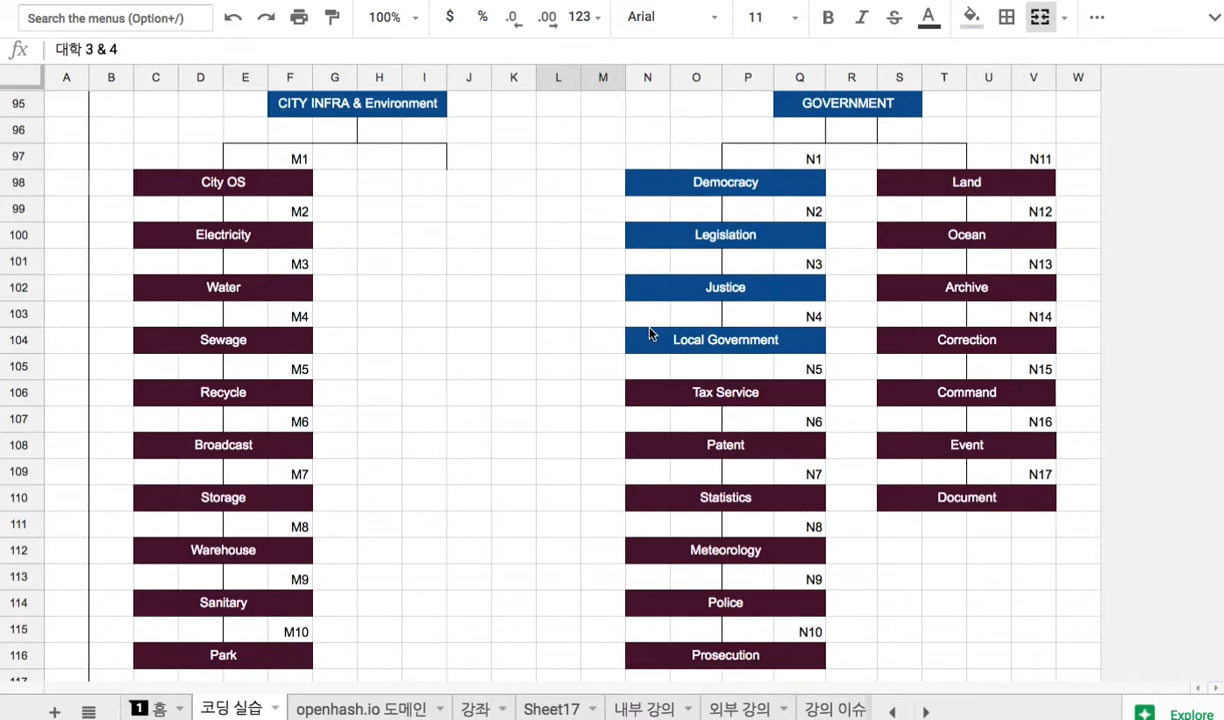 Search the menus (Option+/)
100%
$
%
.0
.00
123
Arial
11
B
I
S
A
fx
대학 3 & 4
A B C D E F G H I J K L M N O P Q R S T U V W
95 CITY INFRA & Environment GOVERNMENT
96
97 M1 N1 N11
98 City OS Democracy Land
99 M2 N2 N12
100 Electricity Legislation Ocean
101 M3 N3 N13
102 Water Justice Archive
103 M4 N4 N14
104 Sewage Local Government Correction
105 M5 N5 N15
106 Recycle Tax Service Command
107 M6 N6 N16
108 Broadcast Patent Event
109 M7 N7 N17
110 Storage Statistics Document
111 M8 N8
112 Warehouse Meteorology
113 M9 N9
114 Sanitary Police
115 M10 N10
116 Park Prosecution
117
1 홈
코딩 실습
openhash.io 도메인
강좌
Sheet17
내부 강의
외부 강의
강의 이슈
Explore